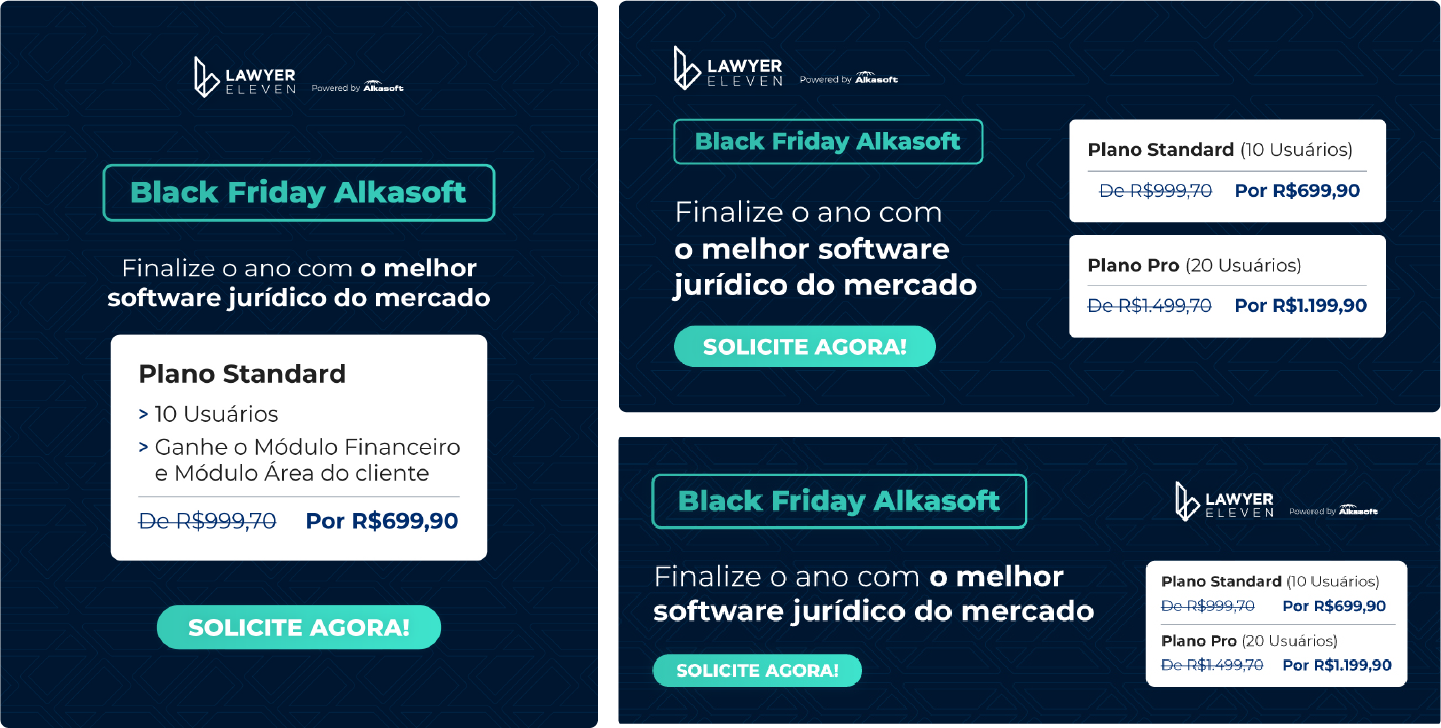 LAWYER
ELEVEN
Powered by Alkasoft
Black Friday Alkasoft
Finalize o ano com o melhor
software jurídico do mercado
Plano Standard
> 10 Usuários
> Ganhe o Módulo Financeiro
e Módulo Área do cliente
De R$999,70 Por R$699,90
SOLICITE AGORA!
LAWYER
ELEVEN
Powered by Alkasoft
Black Friday Alkasoft
Finalize o ano com
o melhor software
jurídico do mercado
SOLICITE AGORA!
Plano Standard (10 Usuários)
De R$999,70 Por R$699,90
Plano Pro (20 Usuários)
De R$1.499,70 Por R$1.199,90
Black Friday Alkasoft
Finalize o ano com o melhor
software jurídico do mercado
SOLICITE AGORA!
LAWYER
ELEVEN
Powered by Alkasoft
Plano Standard (10 Usuários)
De R$999,70 Por R$699,90
Plano Pro (20 Usuários)
De R$1.499,70 Por R$1.199,90